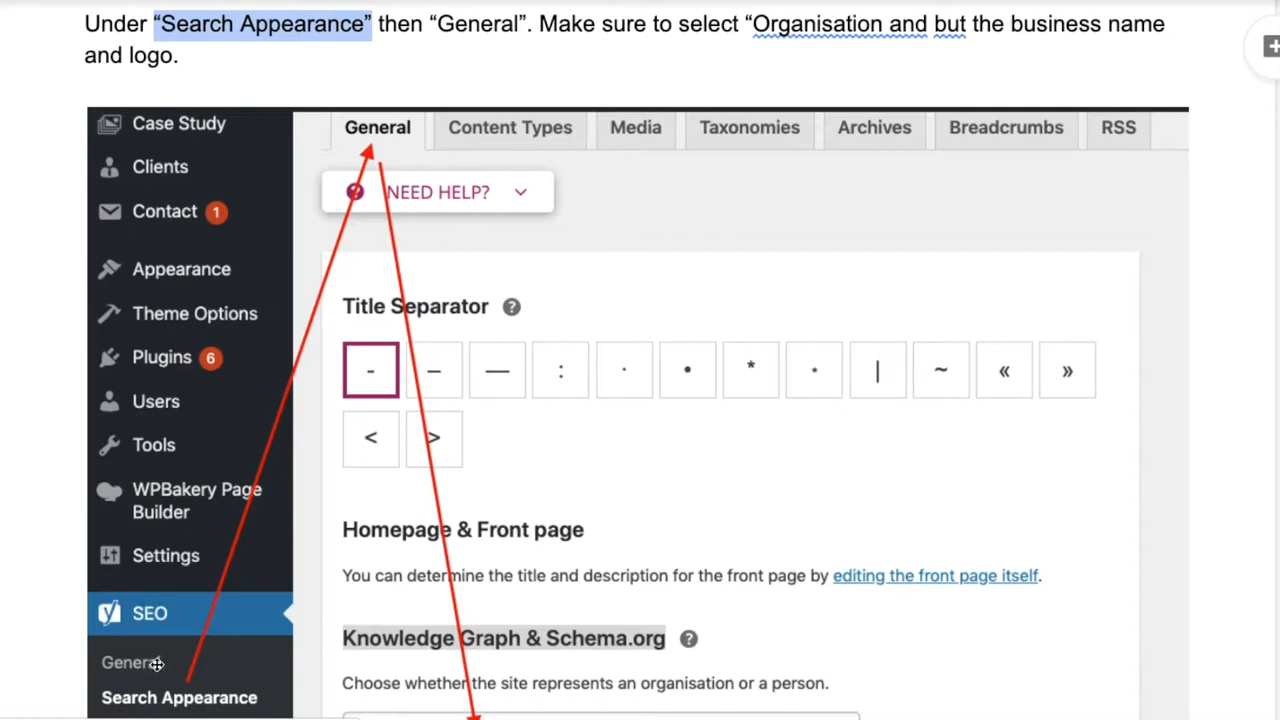 Under “Search Appearance” then “General”. Make sure to select “Organisation and but the business name
and logo.
Case Study
Clients
Contact 1
Appearance
Theme Options
Plugins 6
Users
Tools
WPBakery Page
Builder
Settings
SEO
General
Search Appearance
General Content Types Media Taxonomies Archives Breadcrumbs RSS
NEED HELP?
Title Separator
- – — : · • * ⋆ | ~ « »
< >
Homepage & Front page
You can determine the title and description for the front page by editing the front page itself.
Knowledge Graph & Schema.org
Choose whether the site represents an organisation or a person.